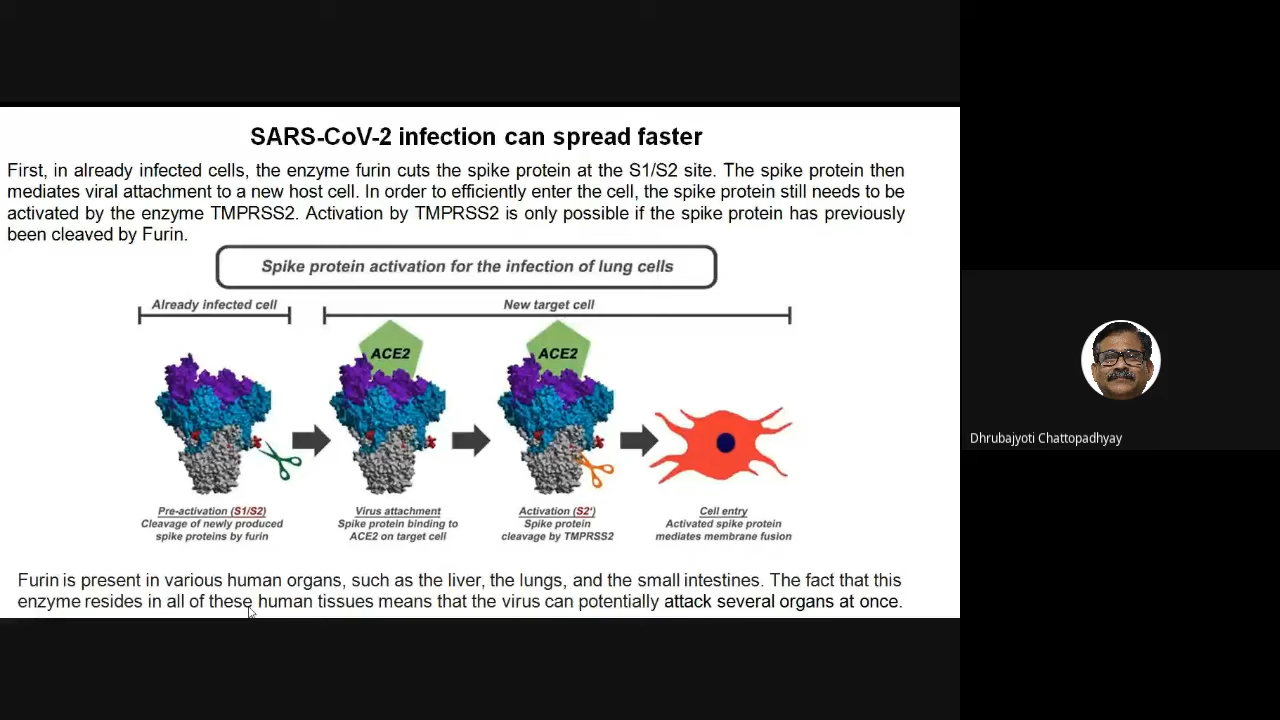 SARS-CoV-2 infection can spread faster
First, in already infected cells, the enzyme furin cuts the spike protein at the S1/S2 site. The spike protein then
mediates viral attachment to a new host cell. In order to efficiently enter the cell, the spike protein still needs to be
activated by the enzyme TMPRSS2. Activation by TMPRSS2 is only possible if the spike protein has previously
been cleaved by Furin.
Spike protein activation for the infection of lung cells
Already infected cell
New target cell
ACE2
ACE2
Pre-activation (S1/S2)
Cleavage of newly produced
spike proteins by furin
Virus attachment
Spike protein binding to
ACE2 on target cell
Activation (S2‘)
Spike protein
cleavage by TMPRSS2
Cell entry
Activated spike protein
mediates membrane fusion
Furin is present in various human organs, such as the liver, the lungs, and the small intestines. The fact that this
enzyme resides in all of these human tissues means that the virus can potentially attack several organs at once.
Dhrubajyoti Chattopadhyay